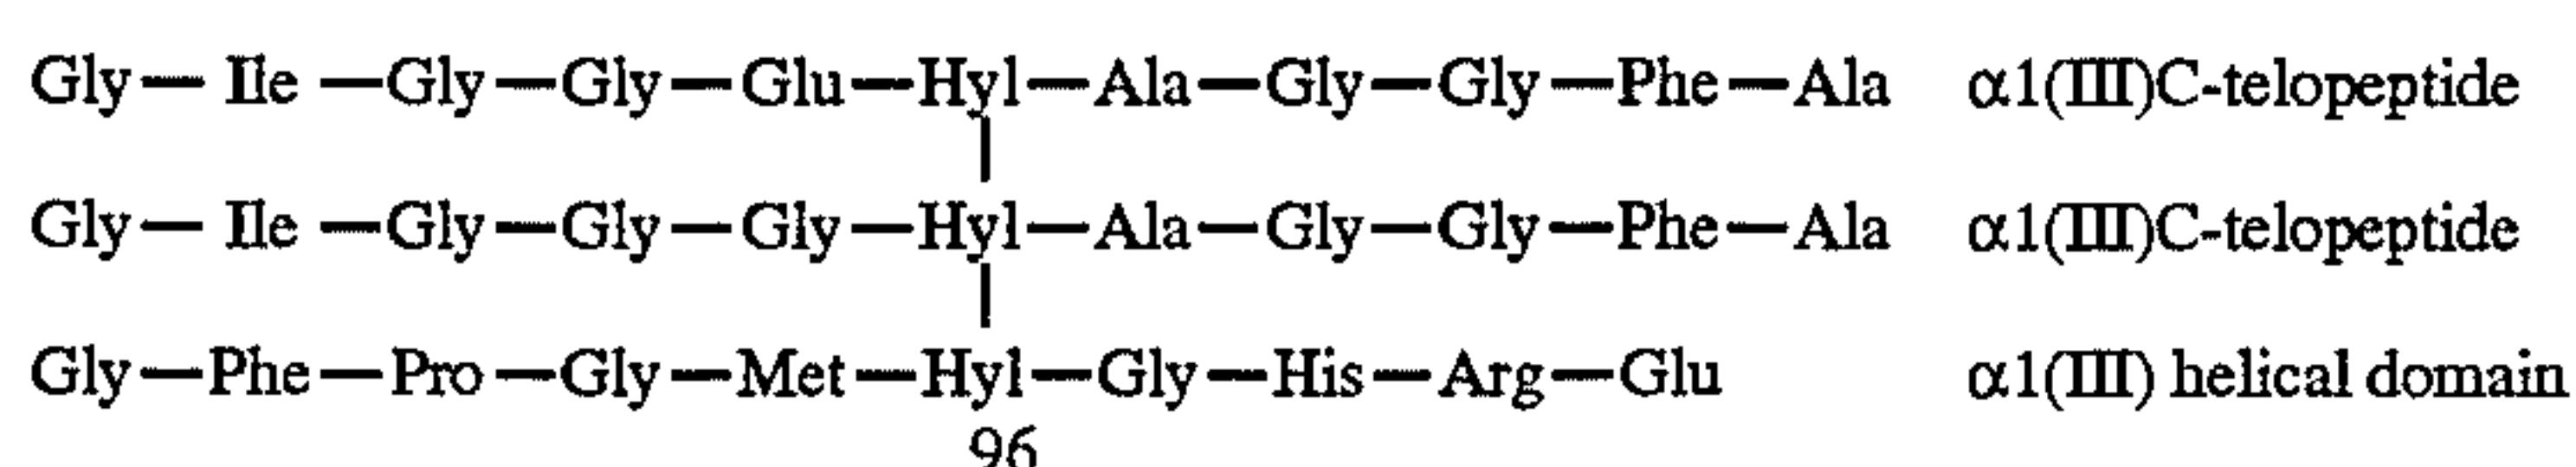 Gly—Ile—Gly—Gly—Glu—Hyl—Ala—Gly—Gly—Phe—Ala α1(III)C-telopeptide
Gly—Ile—Gly—Gly—Gly—Hyl—Ala—Gly—Gly—Phe—Ala α1(III)C-telopeptide
Gly—Phe—Pro—Gly—Met—Hyl—Gly—His—Arg—Glu α1(III) helical domain
96